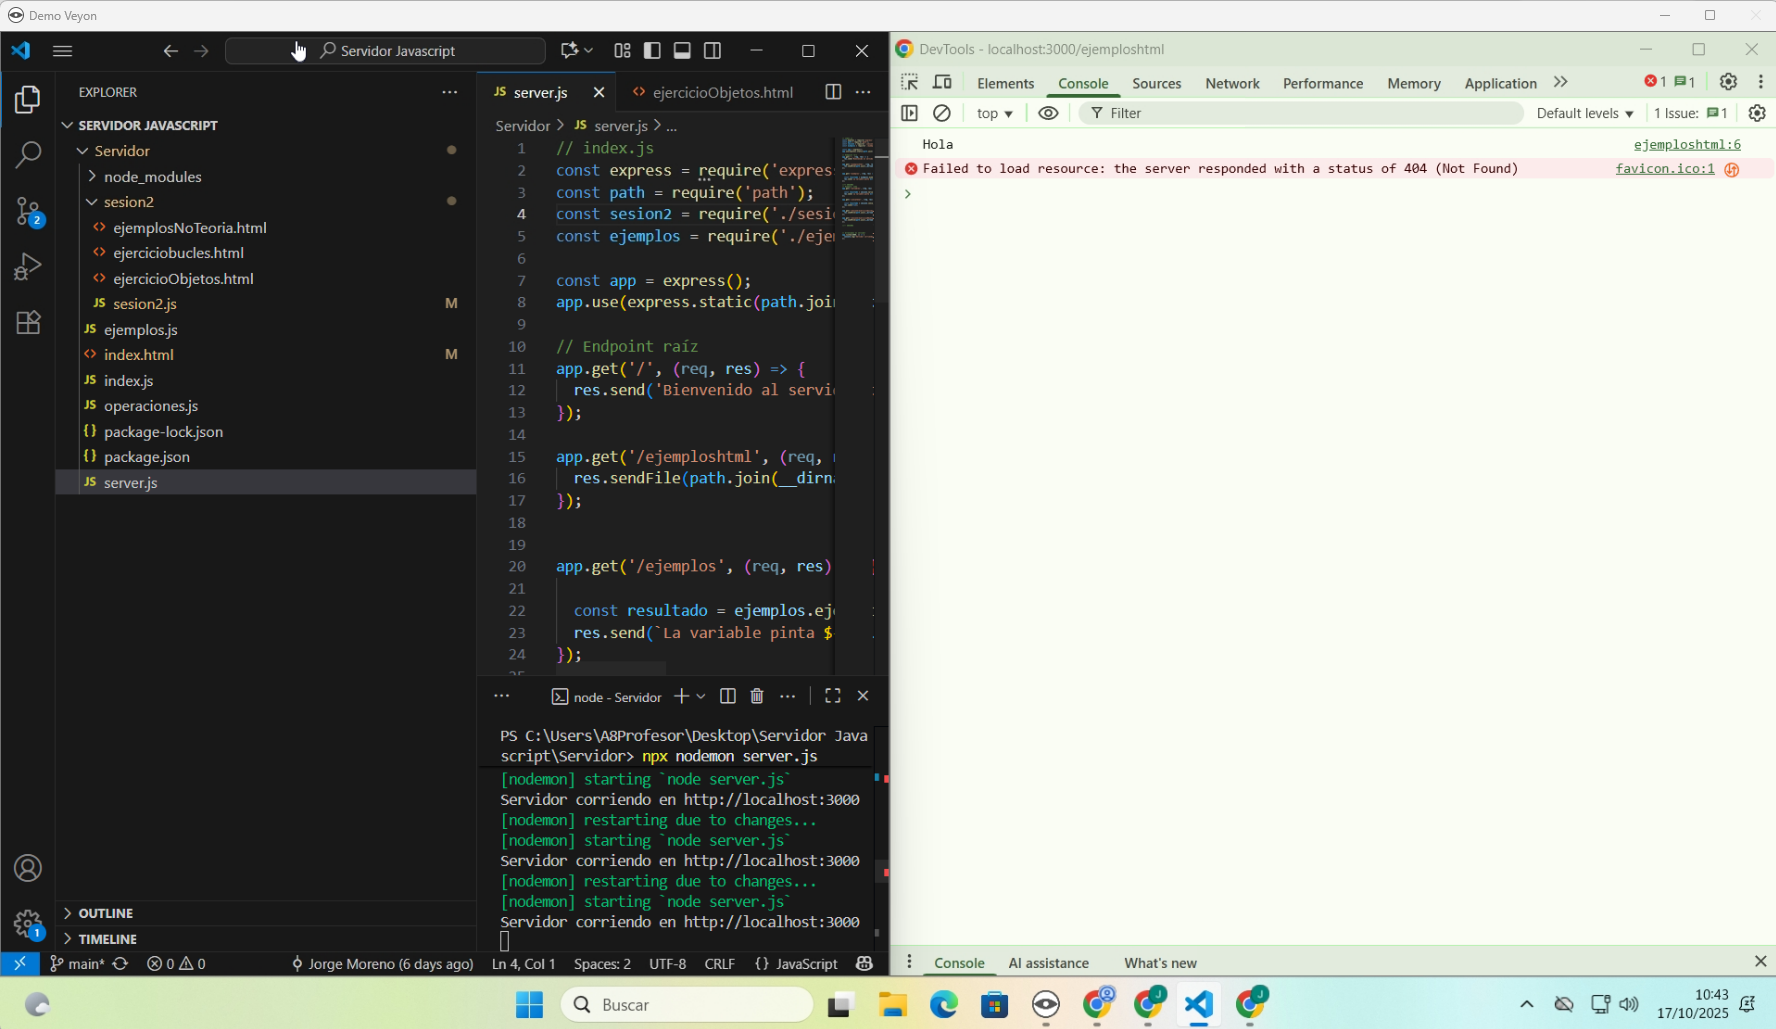 Demo Veyon
Servidor Javascript
EXPLORER
SERVIDOR JAVASCRIPT
Servidor
node_modules
sesion2
ejemplosNoTeoria.html
ejerciciobucles.html
ejercicioObjetos.html
JS sesion2.js M
JS ejemplos.js
index.html M
JS index.js
JS operaciones.js
{} package-lock.json
{} package.json
JS server.js
OUTLINE
TIMELINE
2
1
JS server.js
ejercicioObjetos.html
Servidor > JS server.js > ...
1 // index.js
2 const express = require('expres
3 const path = require('path');
4 const sesion2 = require('./sesi
5 const ejemplos = require('./eje
6
7 const app = express();
8 app.use(express.static(path.joi
9
10 // Endpoint raíz
11 app.get('/', (req, res) => {
12 res.send('Bienvenido al servi
13 });
14
15 app.get('/ejemploshtml', (req,
16 res.sendFile(path.join(__dirn
17 });
18
19
20 app.get('/ejemplos', (req, res)
21
22 const resultado = ejemplos.ej
23 res.send(`La variable pinta $
24 });
25
node - Servidor
PS C:\Users\A8Profesor\Desktop\Servidor Java
script\Servidor> npx nodemon server.js
[nodemon] starting `node server.js`
Servidor corriendo en http://localhost:3000
[nodemon] restarting due to changes...
[nodemon] starting `node server.js`
Servidor corriendo en http://localhost:3000
[nodemon] restarting due to changes...
[nodemon] starting `node server.js`
Servidor corriendo en http://localhost:3000
main* 0 0 Jorge Moreno (6 days ago) Ln 4, Col 1 Spaces: 2 UTF-8 CRLF {} JavaScript
DevTools - localhost:3000/ejemploshtml
Elements Console Sources Network Performance Memory Application 1 1
top Filter Default levels 1 Issue: 1
Hola ejemploshtml:6
Failed to load resource: the server responded with a status of 404 (Not Found) favicon.ico:1
Console AI assistance What's new
Buscar
J
J
10:43
17/10/2025